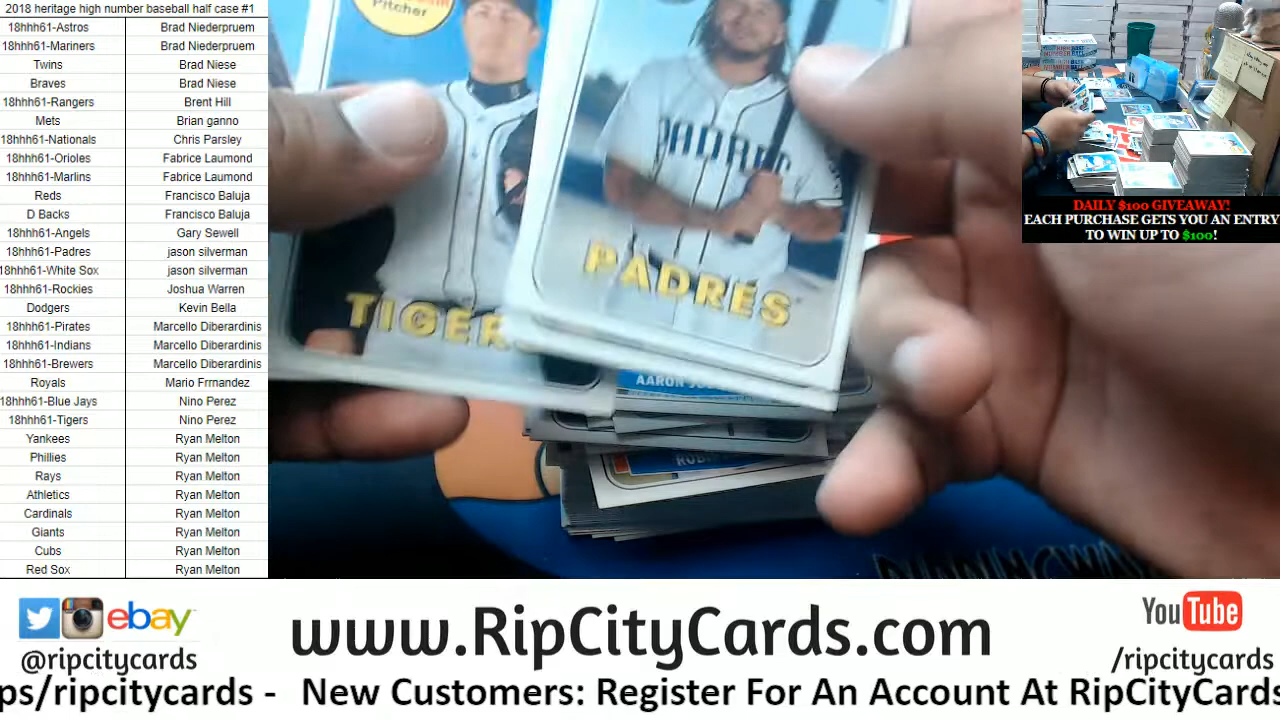 2018 heritage high number baseball half case #1
18hhh61-Astros Brad Niederpruem
18hhh61-Mariners Brad Niederpruem
Twins Brad Niese
Braves Brad Niese
18hhh61-Rangers Brent Hill
Mets Brian ganno
18hhh61-Nationals Chris Parsley
18hhh61-Orioles Fabrice Laumond
18hhh61-Marlins Fabrice Laumond
Reds Francisco Baluja
D Backs Francisco Baluja
18hhh61-Angels Gary Sewell
18hhh61-Padres jason silverman
18hhh61-White Sox jason silverman
18hhh61-Rockies Joshua Warren
Dodgers Kevin Bella
18hhh61-Pirates Marcello Diberardinis
18hhh61-Indians Marcello Diberardinis
18hhh61-Brewers Marcello Diberardinis
Royals Mario Frrnandez
18hhh61-Blue Jays Nino Perez
18hhh61-Tigers Nino Perez
Yankees Ryan Melton
Phillies Ryan Melton
Rays Ryan Melton
Athletics Ryan Melton
Cardinals Ryan Melton
Giants Ryan Melton
Cubs Ryan Melton
Red Sox Ryan Melton
Pitcher
PADRES
TIGER
PADRES
AARON
DAILY $100 GIVEAWAY!
EACH PURCHASE GETS YOU AN ENTRY
TO WIN UP TO $100!
ebay
@ripcitycards
www.RipCityCards.com
YouTube
/ripcitycards
ps/ripcitycards - New Customers: Register For An Account At RipCityCards